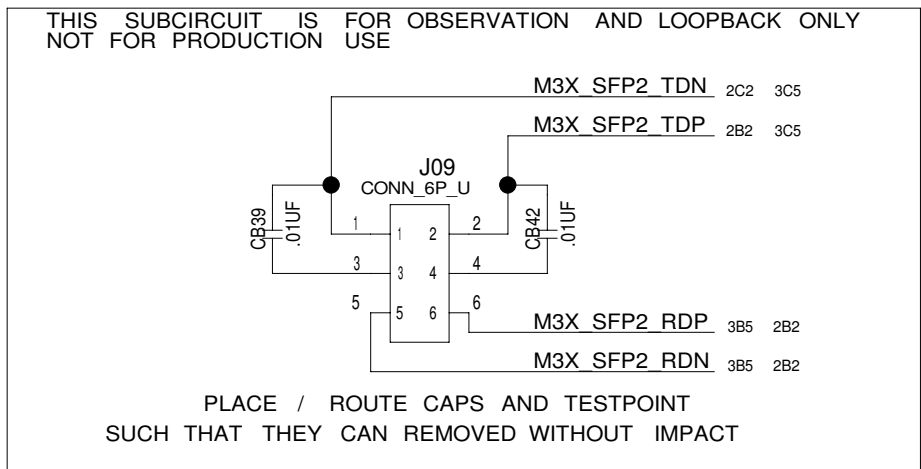 THIS SUBCIRCUIT IS FOR OBSERVATION AND LOOPBACK ONLY
NOT FOR PRODUCTION USE
M3X_SFP2_TDN 2C2 3C5
M3X_SFP2_TDP 2B2 3C5
J09
CONN_6P_U
CB39
.01UF
1 1 2 2
CB42
.01UF
3 3 4 4
5 5 6 6
M3X_SFP2_RDP 3B5 2B2
M3X_SFP2_RDN 3B5 2B2
PLACE / ROUTE CAPS AND TESTPOINT
SUCH THAT THEY CAN REMOVED WITHOUT IMPACT